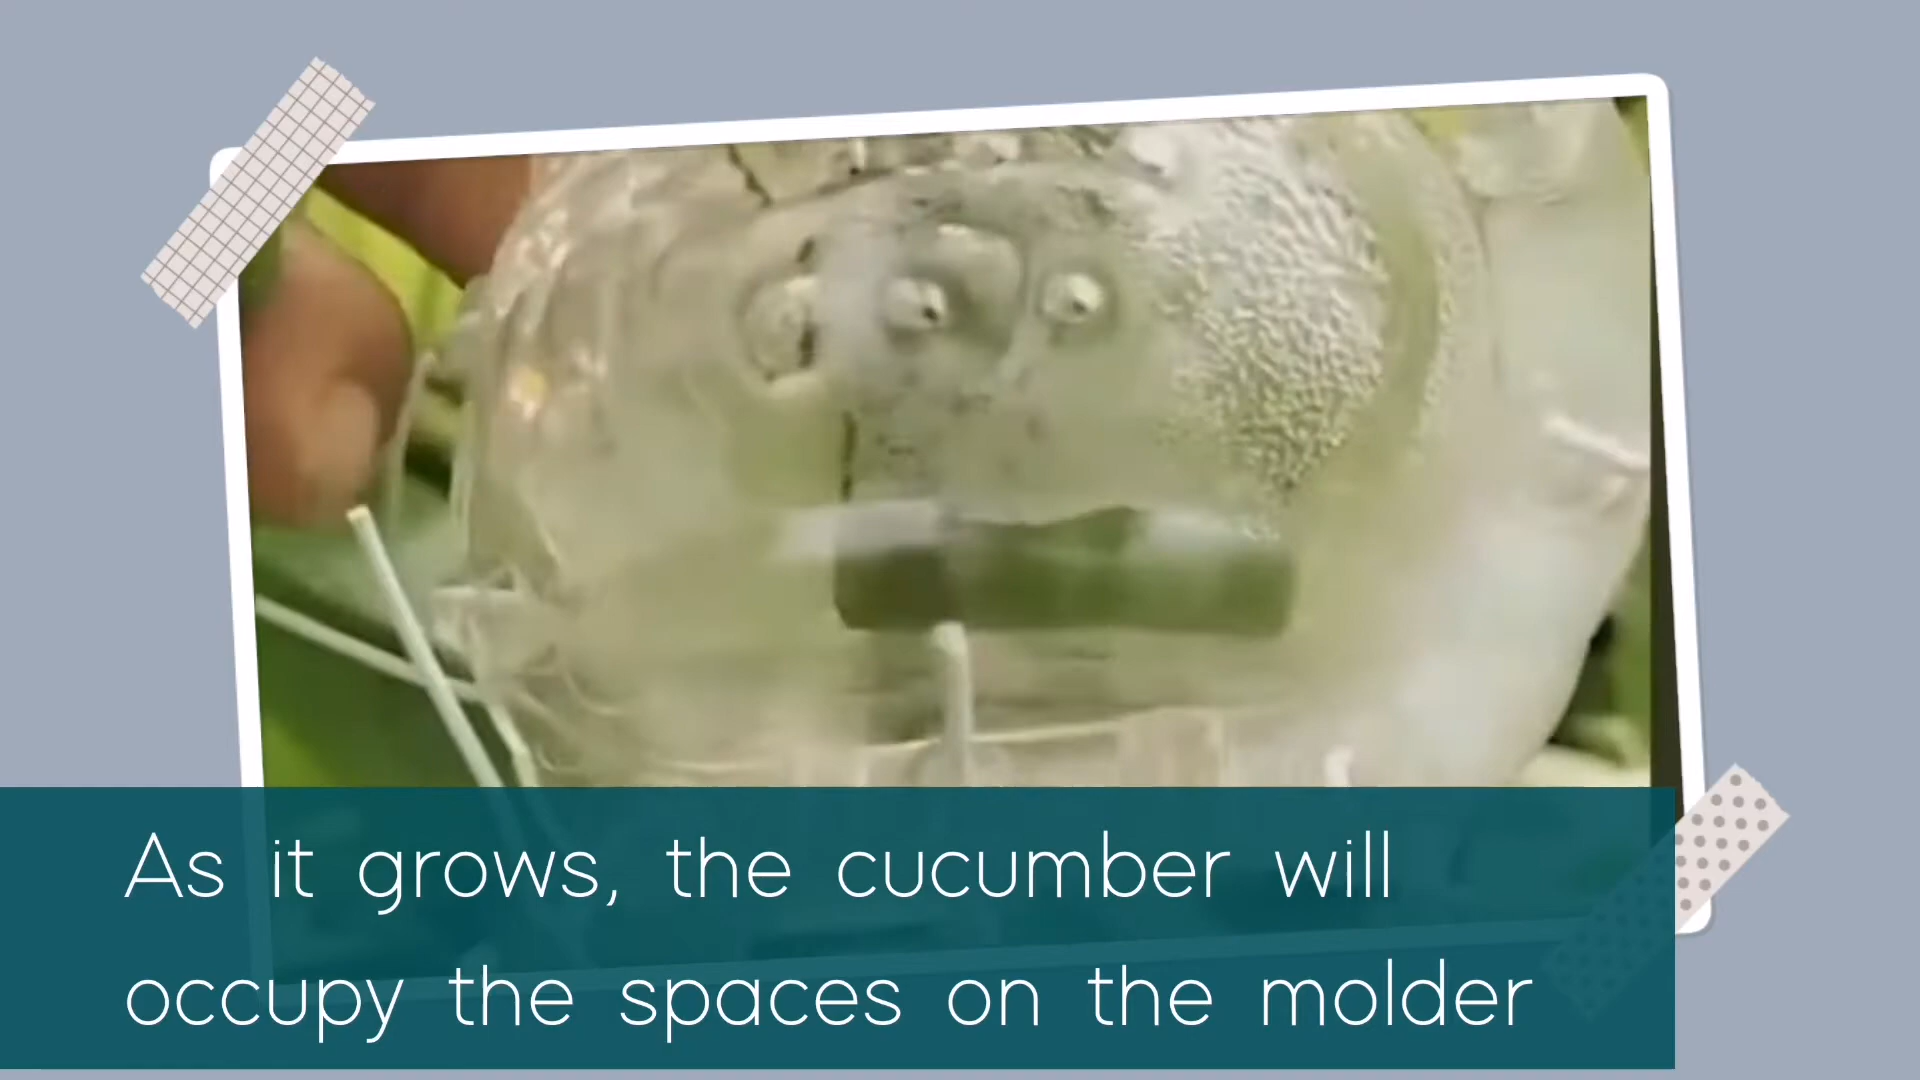 As it grows, the cucumber will
occupy the spaces on the molder